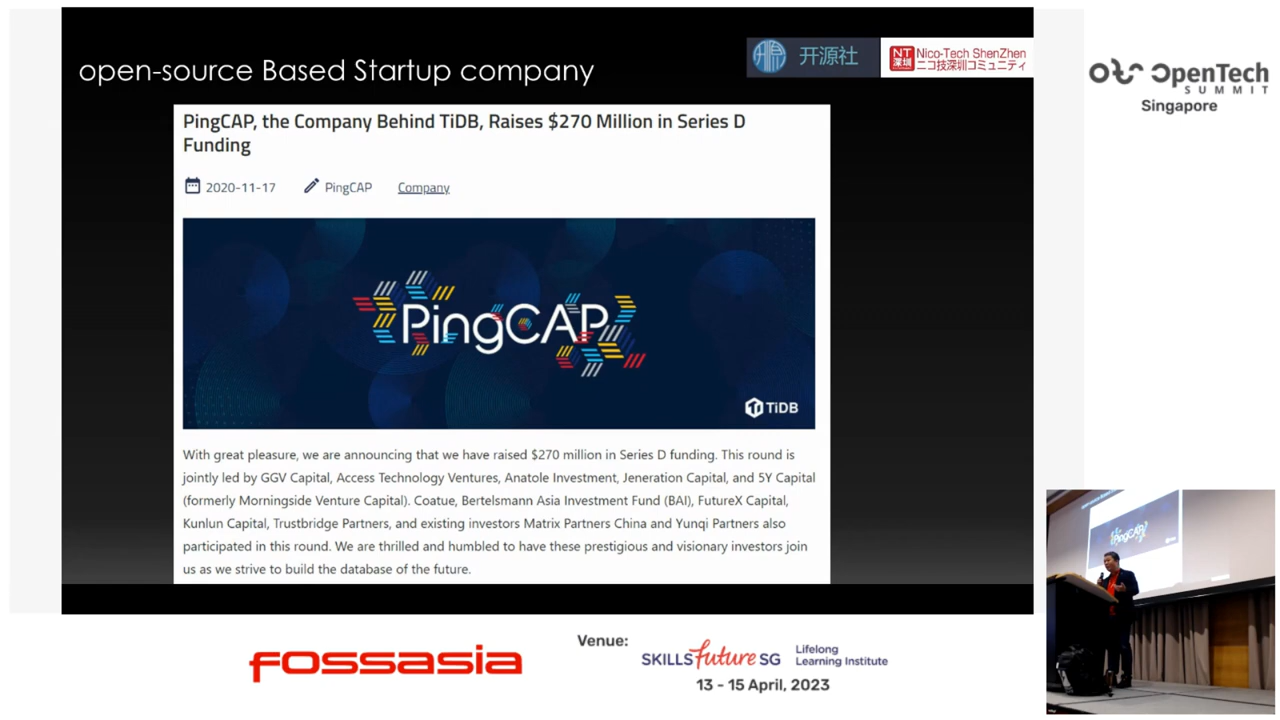 open-source Based Startup company
开源社
NT
深圳
Nico-Tech ShenZhen
ニコ技深圳コミュニティ
OpenTech
SUMMIT
Singapore
PingCAP, the Company Behind TiDB, Raises $270 Million in Series D
Funding
2020-11-17 PingCAP Company
PingCAP
TiDB
With great pleasure, we are announcing that we have raised $270 million in Series D funding. This round is
jointly led by GGV Capital, Access Technology Ventures, Anatole Investment, Jeneration Capital, and 5Y Capital
(formerly Morningside Venture Capital). Coatue, Bertelsmann Asia Investment Fund (BAI), FutureX Capital,
Kunlun Capital, Trustbridge Partners, and existing investors Matrix Partners China and Yunqi Partners also
participated in this round. We are thrilled and humbled to have these prestigious and visionary investors join
us as we strive to build the database of the future.
PingCAP
fossasia
Venue:
SKILLSfuture SG
Lifelong
Learning Institute
13 - 15 April, 2023